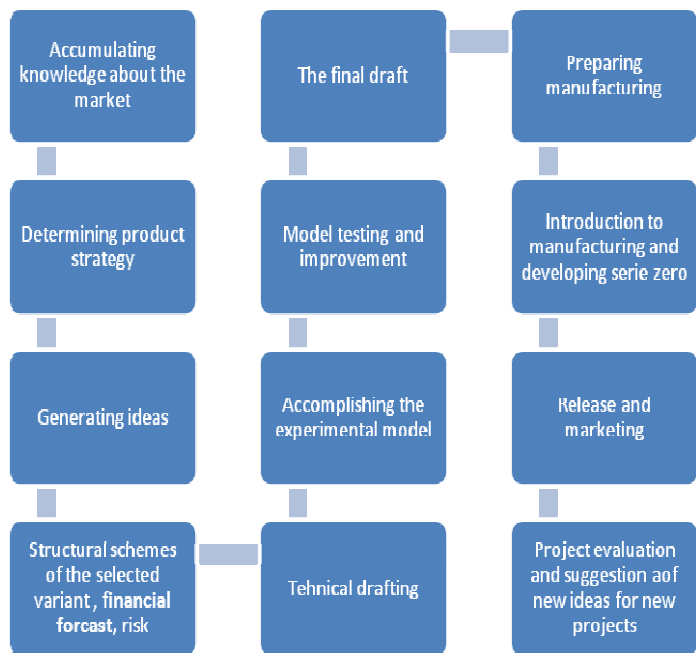 Accumulating
knowledge about the
market
Determining product
strategy
Generating ideas
Structural schemes
of the selected
variant , financial
forcast, risk
Tehnical drafting
Accomplishing the
experimental model
Model testing and
improvement
The final draft
Preparing
manufacturing
Introduction to
manufacturing and
developing serie zero
Release and
marketing
Project evaluation
and suggestion aof
new ideas for new
projects